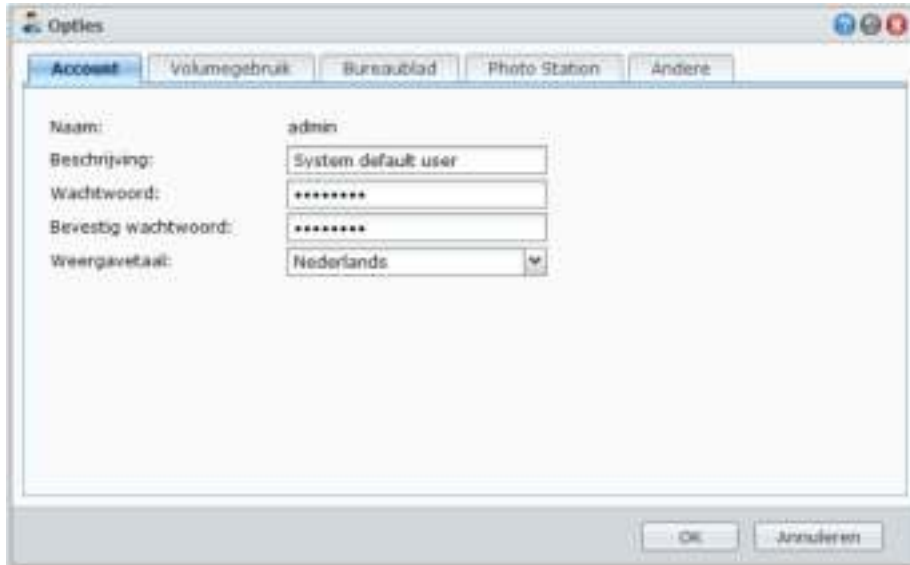 Opties
Account Volumegebruik Bureaublad Photo Station Andere
Naam: admin
Beschrijving: System default user
Wachtwoord: ••••••••
Bevestig wachtwoord: ••••••••
Weergavetaal: Nederlands
OK Annuleren